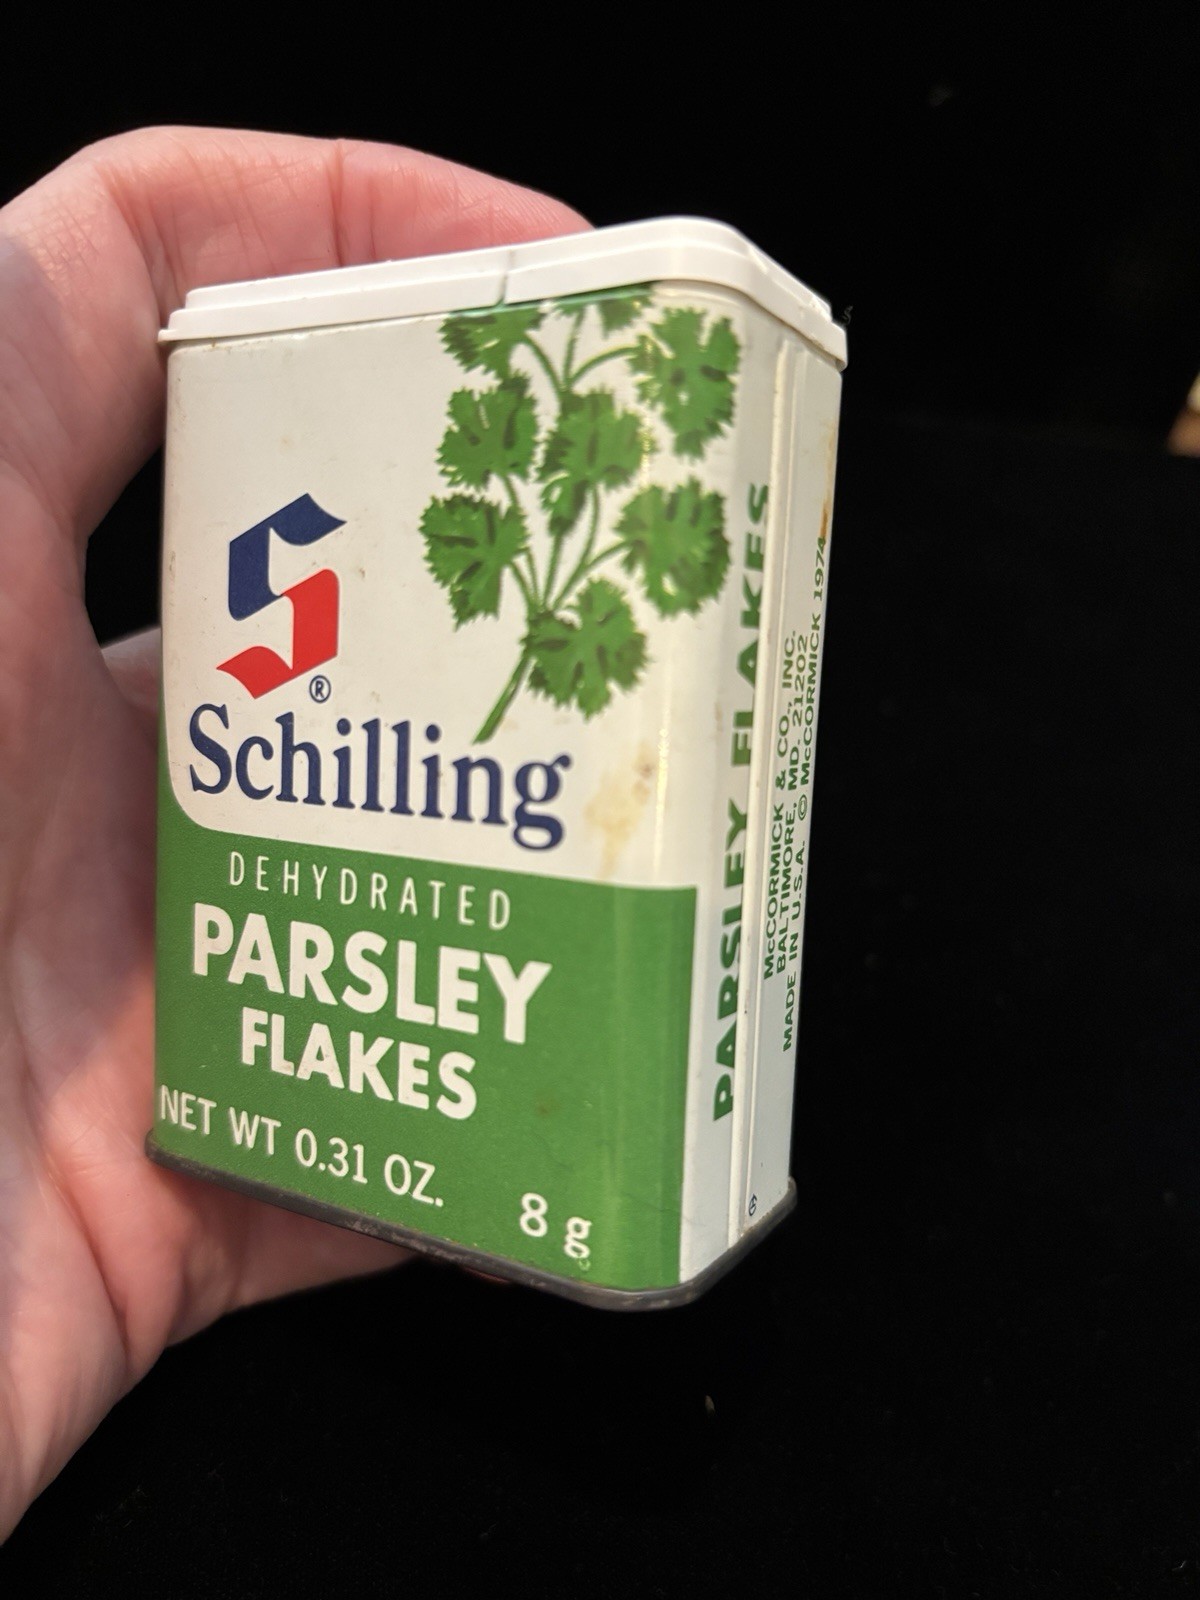 S
®
Schilling
DEHYDRATED
PARSLEY
FLAKES
NET WT 0.31 OZ.
8 g
PARSLEY FLAKES
McCORMICK & CO., INC.
BALTIMORE, MD. 21202
MADE IN U.S.A. © McCORMICK 1974